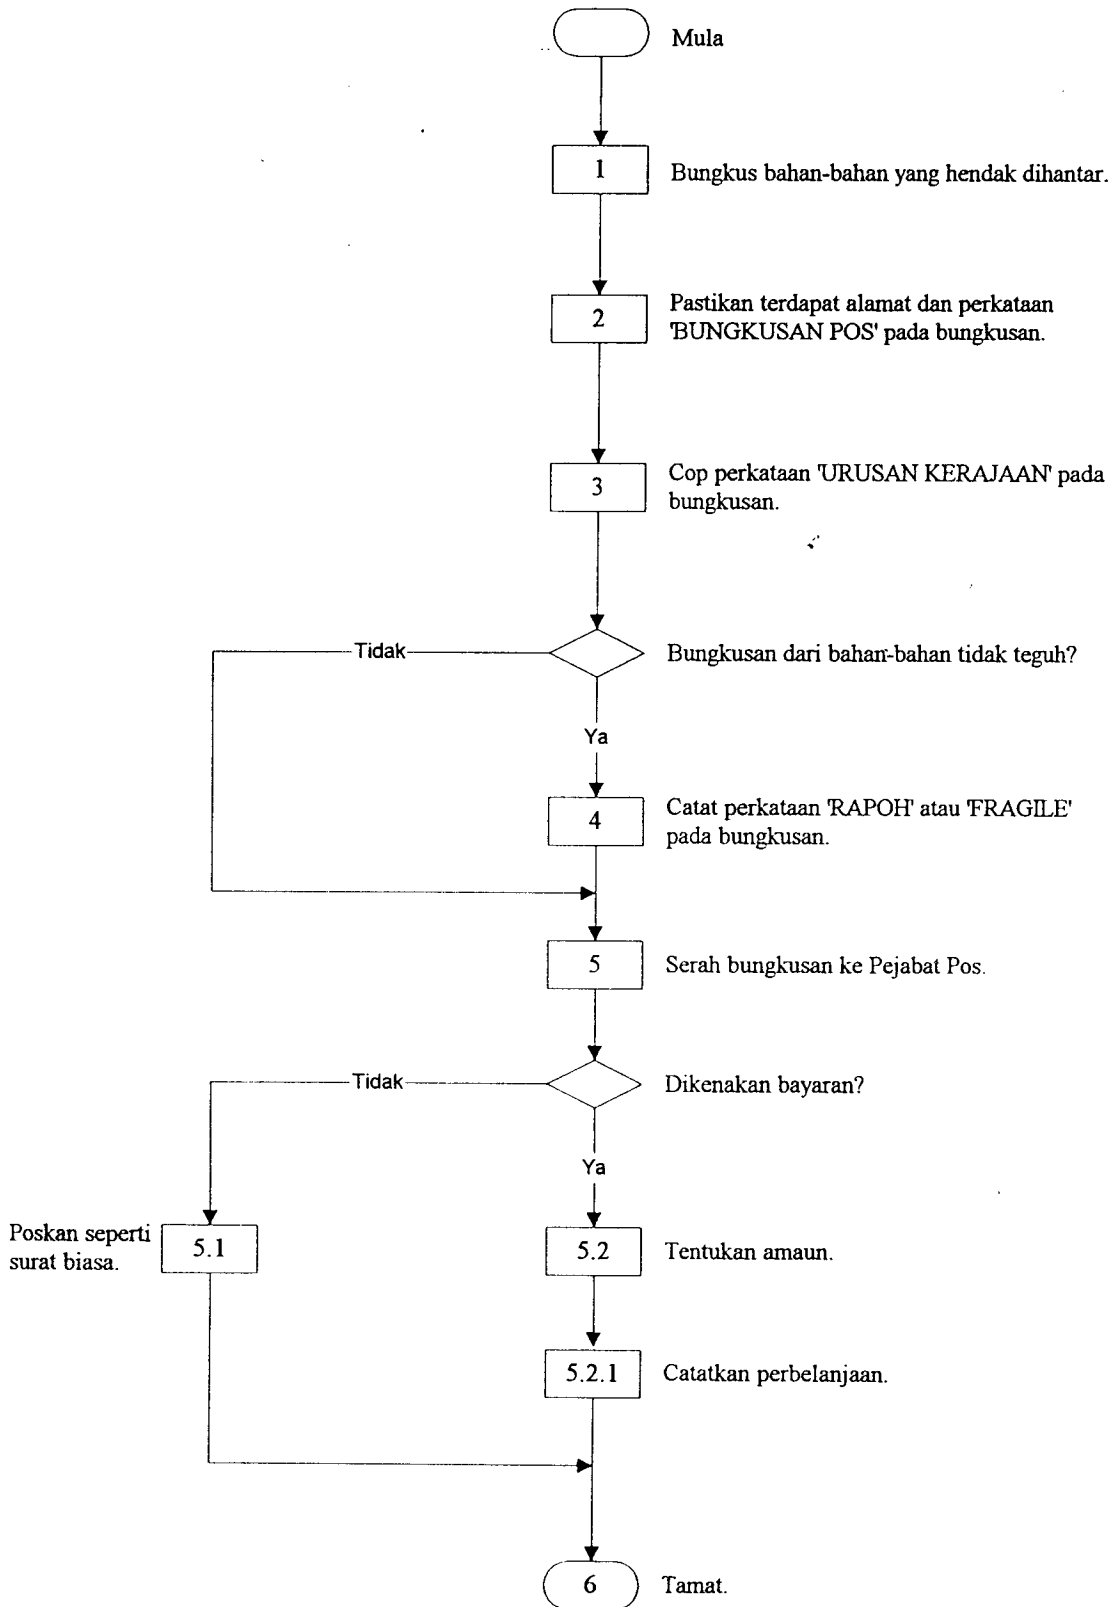 Mula
1
Bungkus bahan-bahan yang hendak dihantar.
2
Pastikan terdapat alamat dan perkataan
'BUNGKUSAN POS' pada bungkusan.
3
Cop perkataan 'URUSAN KERAJAAN' pada
bungkusan.
Tidak
Bungkusan dari bahan-bahan tidak teguh?
Ya
4
Catat perkataan 'RAPOH' atau 'FRAGILE'
pada bungkusan.
5
Serah bungkusan ke Pejabat Pos.
Tidak
Dikenakan bayaran?
Ya
Poskan seperti
surat biasa.
5.1
5.2
Tentukan amaun.
5.2.1
Catatkan perbelanjaan.
6
Tamat.